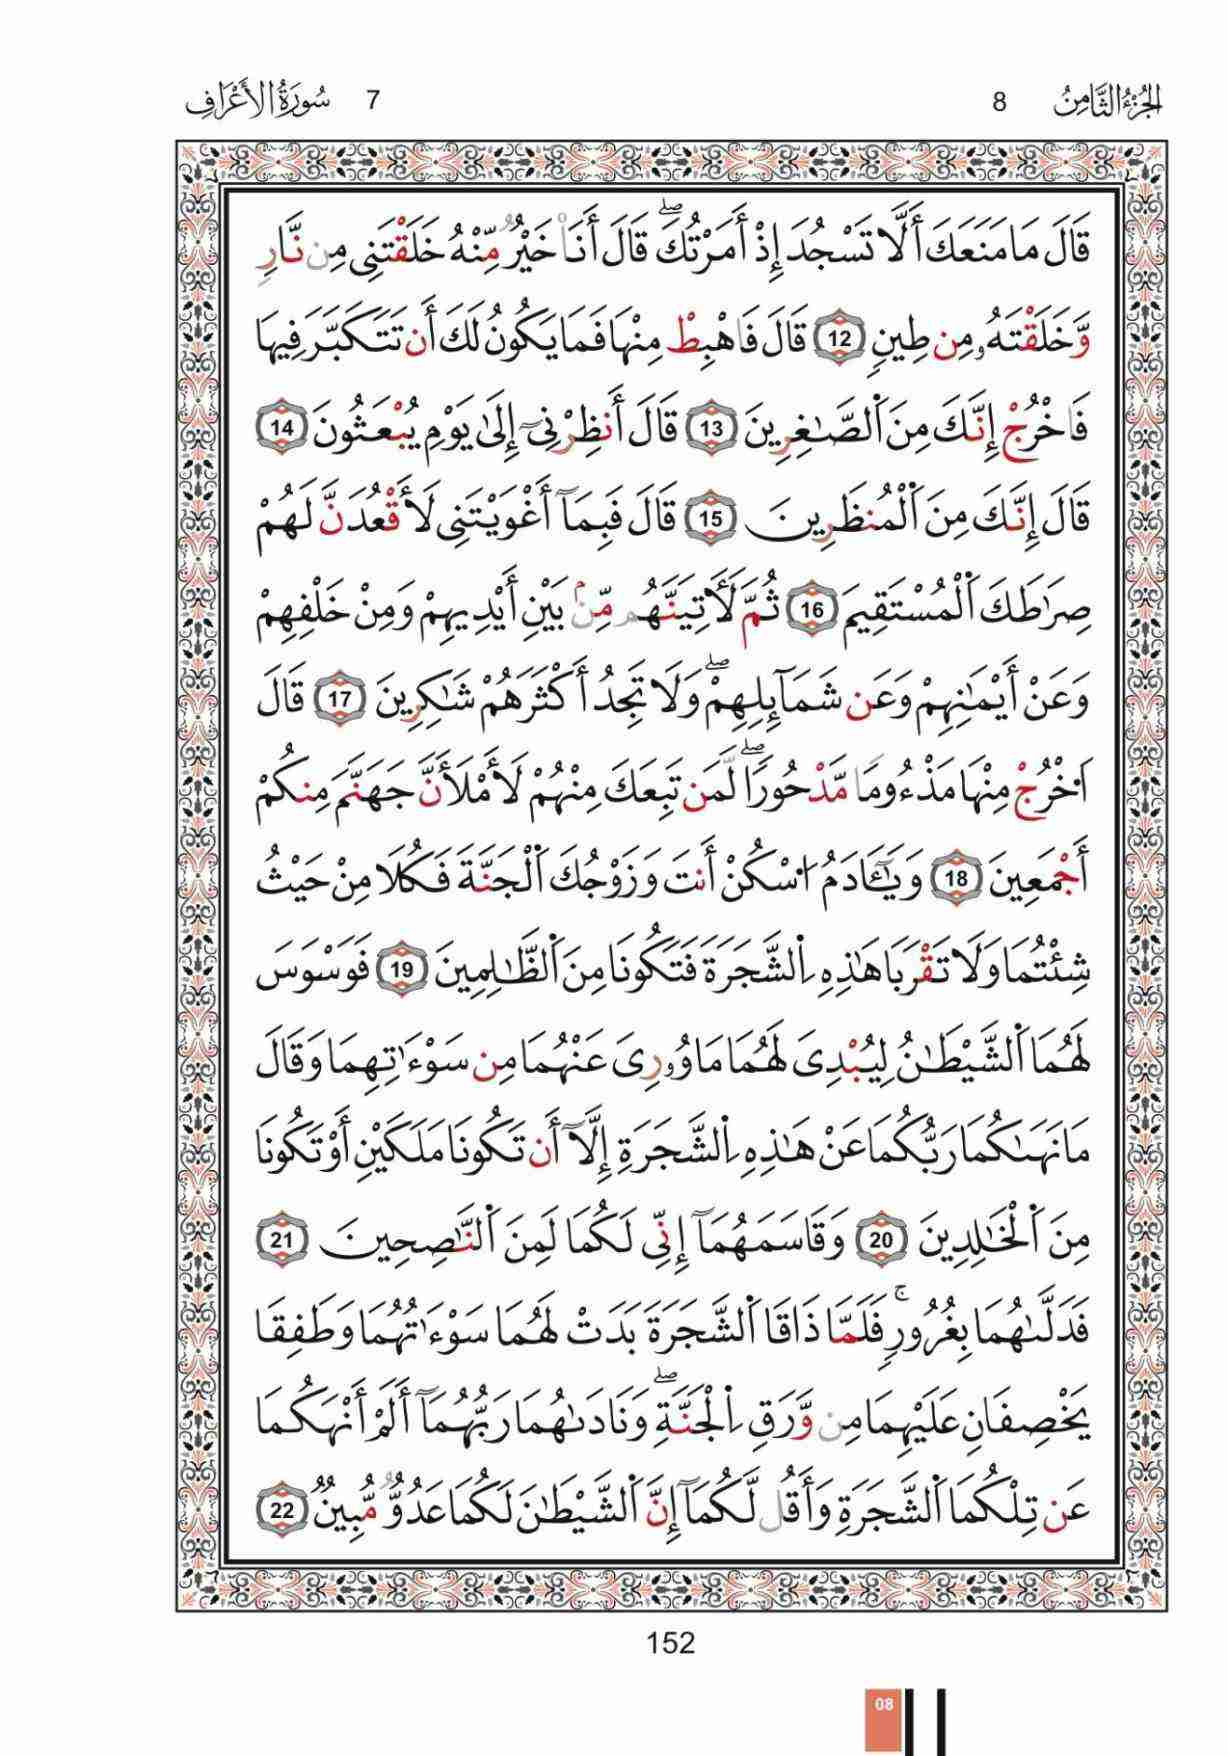 الجُزْءُ الثَّامِنُ 8
7 سُورَةُ الأَعْرَافِ
قَالَ مَا مَنَعَكَ أَلَّا تَسْجُدَ إِذْ أَمَرْتُكَ ۖ قَالَ أَنَا۠ خَيْرٌ مِّنْهُ خَلَقْتَنِى مِن نَّارٍ
وَّخَلَقْتَهُۥ مِن طِينٍ 12 قَالَ فَاهْبِطْ مِنْهَا فَمَا يَكُونُ لَكَ أَن تَتَكَبَّرَ فِيهَا
فَاخْرُجْ إِنَّكَ مِنَ ٱلصَّـٰغِرِينَ 13 قَالَ أَنظِرْنِىٓ إِلَىٰ يَوْمِ يُبْعَثُونَ 14
قَالَ إِنَّكَ مِنَ ٱلْمُنظَرِينَ 15 قَالَ فَبِمَآ أَغْوَيْتَنِى لَأَقْعُدَنَّ لَهُمْ
صِرَٰطَكَ ٱلْمُسْتَقِيمَ 16 ثُمَّ لَأَتِيَنَّهُم مِّنۢ بَيْنِ أَيْدِيهِمْ وَمِنْ خَلْفِهِمْ
وَعَنْ أَيْمَـٰنِهِمْ وَعَن شَمَآئِلِهِمْ ۖ وَلَا تَجِدُ أَكْثَرَهُمْ شَـٰكِرِينَ 17 قَالَ
ٱخْرُجْ مِنْهَا مَذْءُومًا مَّدْحُورًا ۖ لَّمَن تَبِعَكَ مِنْهُمْ لَأَمْلَأَنَّ جَهَنَّمَ مِنكُمْ
أَجْمَعِينَ 18 وَيَـٰٓـَٔادَمُ ٱسْكُنْ أَنتَ وَزَوْجُكَ ٱلْجَنَّةَ فَكُلَا مِنْ حَيْثُ
شِئْتُمَا وَلَا تَقْرَبَا هَـٰذِهِ ٱلشَّجَرَةَ فَتَكُونَا مِنَ ٱلظَّـٰلِمِينَ 19 فَوَسْوَسَ
لَهُمَا ٱلشَّيْطَـٰنُ لِيُبْدِىَ لَهُمَا مَا وُۥرِىَ عَنْهُمَا مِن سَوْءَٰتِهِمَا وَقَالَ
مَا نَهَىٰكُمَا رَبُّكُمَا عَنْ هَـٰذِهِ ٱلشَّجَرَةِ إِلَّآ أَن تَكُونَا مَلَكَيْنِ أَوْ تَكُونَا
مِنَ ٱلْخَـٰلِدِينَ 20 وَقَاسَمَهُمَآ إِنِّى لَكُمَا لَمِنَ ٱلنَّـٰصِحِينَ 21
فَدَلَّىٰهُمَا بِغُرُورٍ ۚ فَلَمَّا ذَاقَا ٱلشَّجَرَةَ بَدَتْ لَهُمَا سَوْءَٰتُهُمَا وَطَفِقَا
يَخْصِفَانِ عَلَيْهِمَا مِن وَّرَقِ ٱلْجَنَّةِ ۖ وَنَادَىٰهُمَا رَبُّهُمَآ أَلَمْ أَنْهَكُمَا
عَن تِلْكُمَا ٱلشَّجَرَةِ وَأَقُل لَّكُمَآ إِنَّ ٱلشَّيْطَـٰنَ لَكُمَا عَدُوٌّ مُّبِينٌ 22
152
08